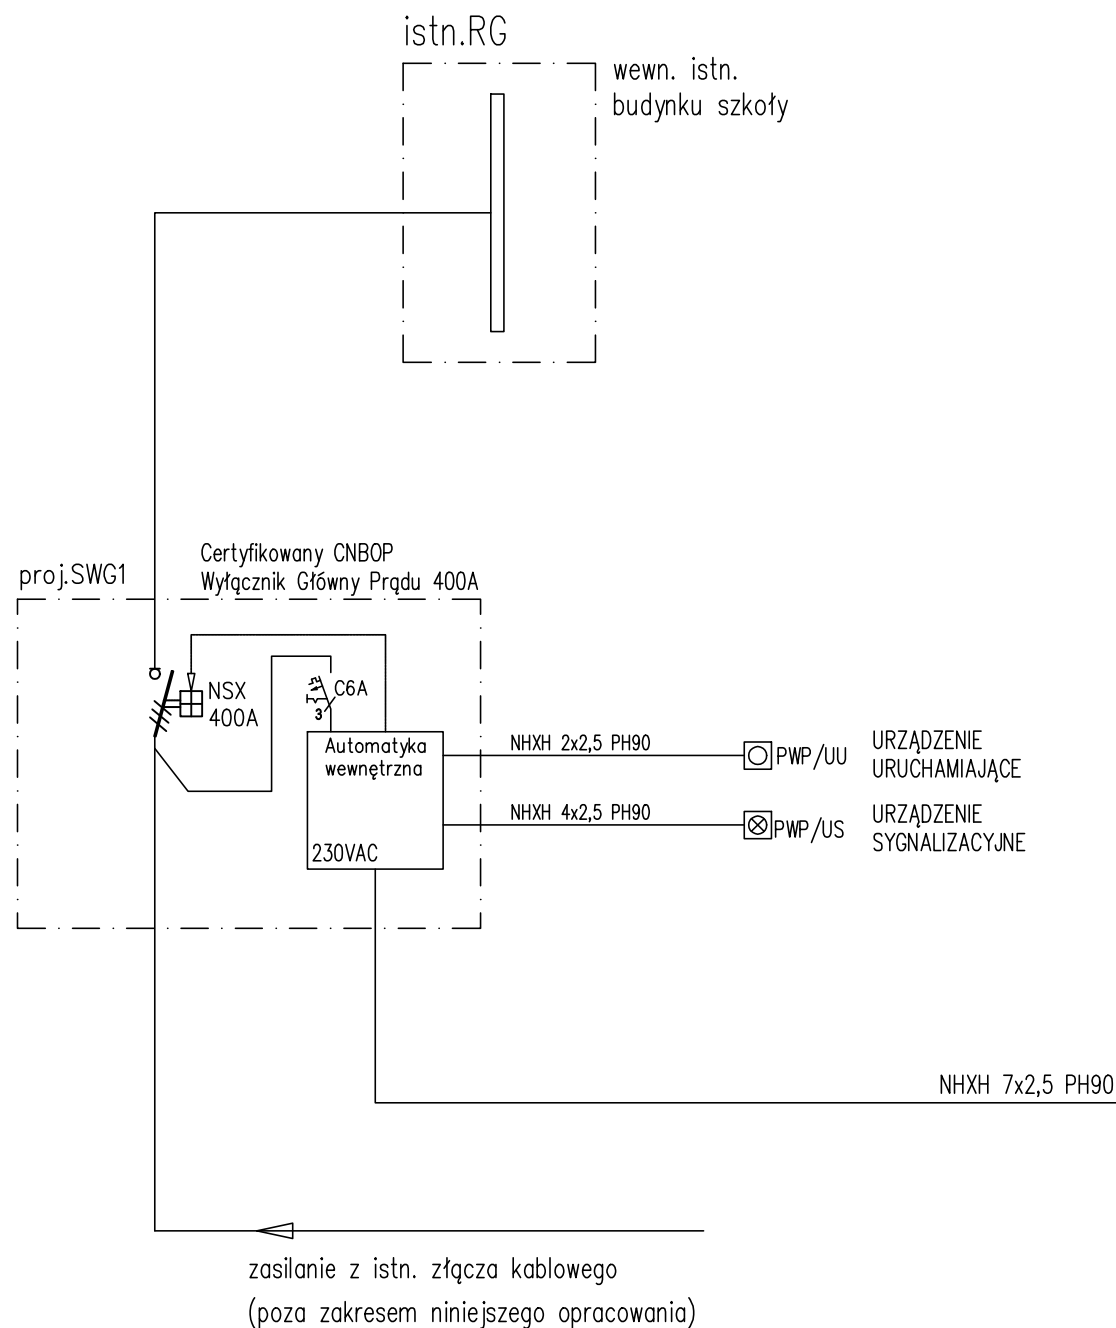 istn.RG
wewn. istn.
budynku szkoły
Certyfikowany CNBOP
Wyłącznik Główny Prądu 400A
proj.SWG1
NSX
400A
C6A
3
Automatyka
wewnętrzna
230VAC
NHXH 2x2,5 PH90
PWP/UU
URZĄDZENIE
URUCHAMIAJĄCE
NHXH 4x2,5 PH90
PWP/US
URZĄDZENIE
SYGNALIZACYJNE
NHXH 7x2,5 PH90
zasilanie z istn. złącza kablowego
(poza zakresem niniejszego opracowania)